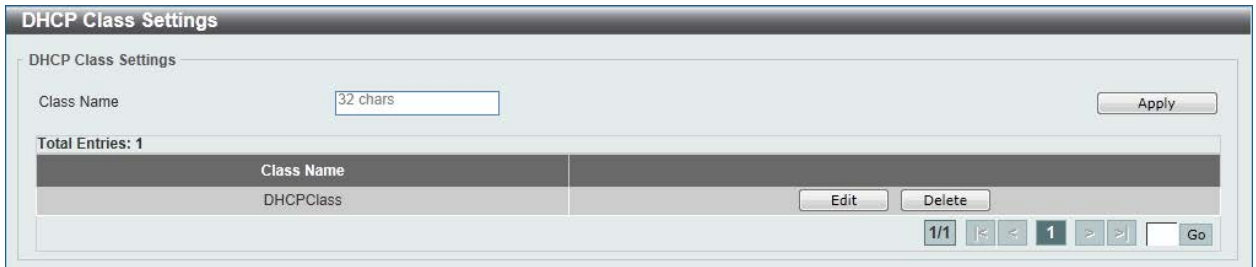 DHCP Class Settings
DHCP Class Settings
Class Name 32 chars Apply
Total Entries: 1
Class Name
DHCPClass Edit Delete
1/1 |< < 1 > >| Go